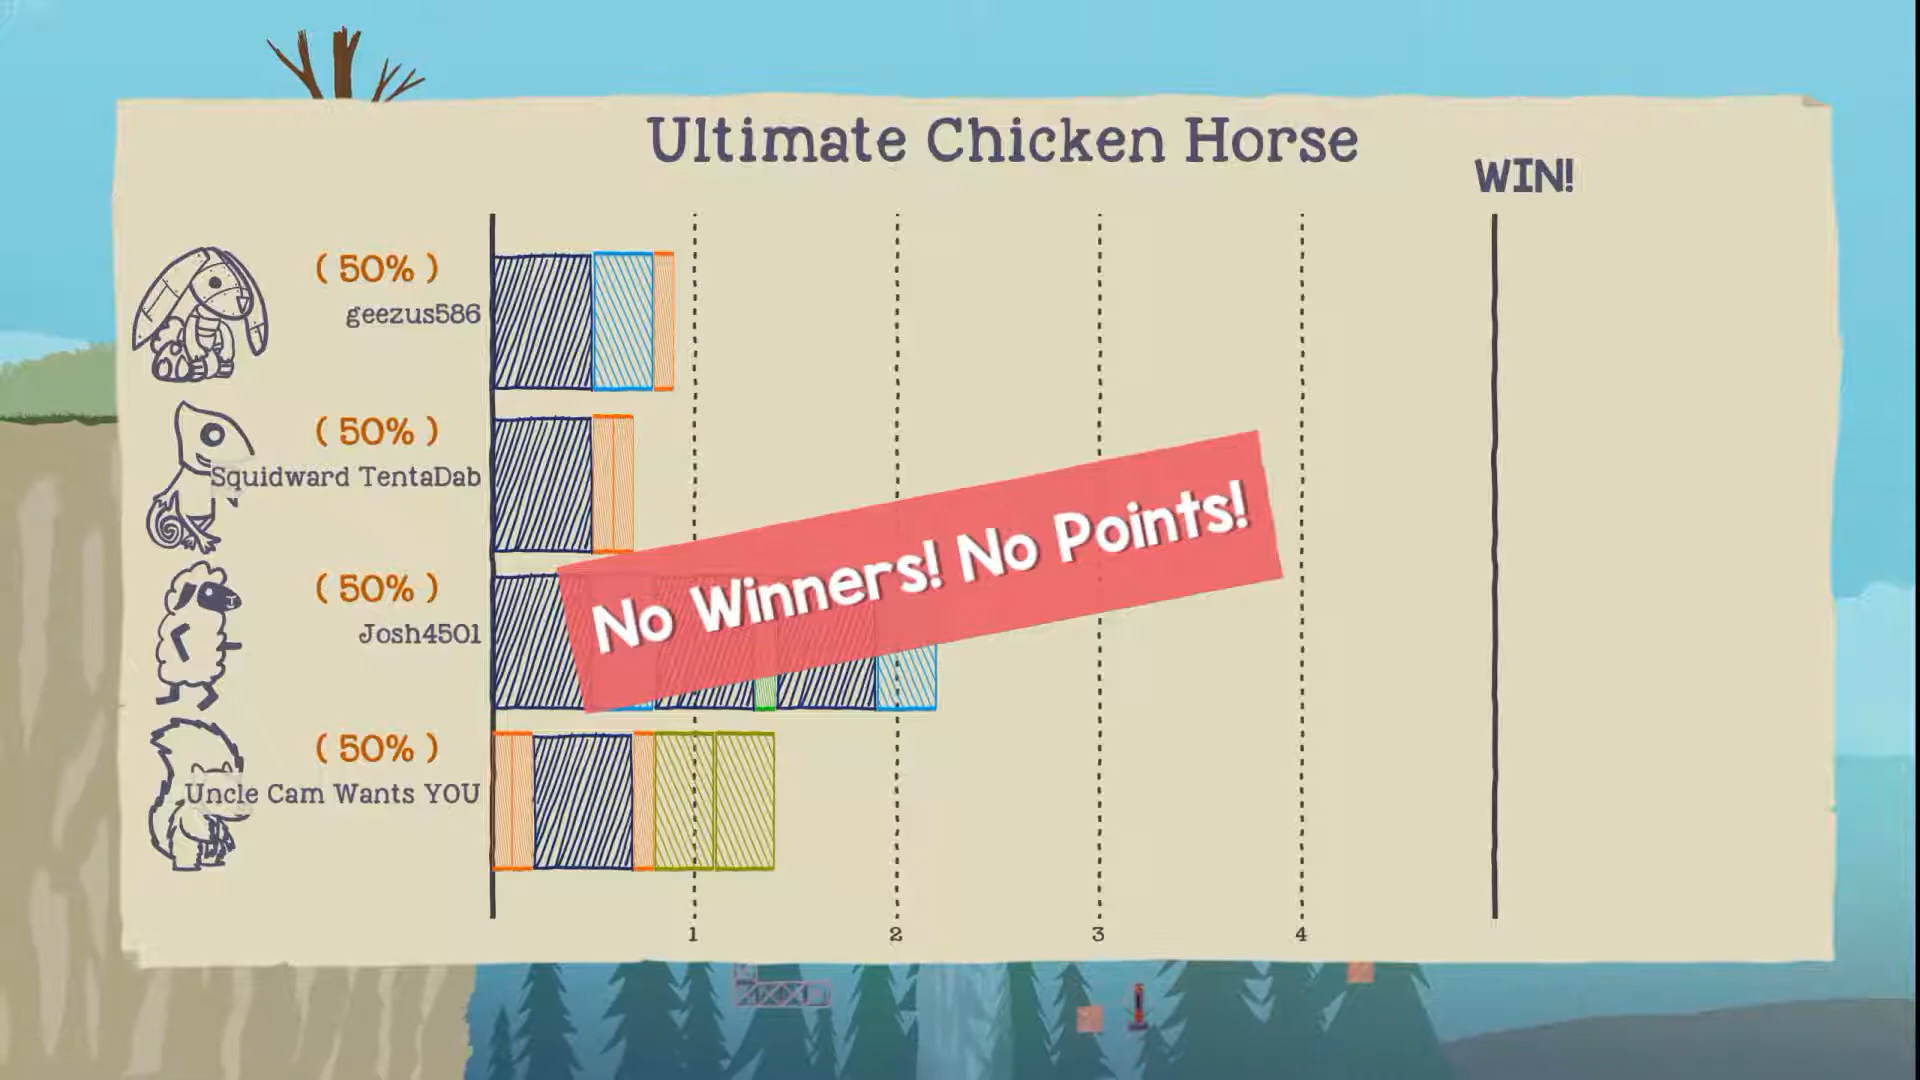 Ultimate Chicken Horse
WIN!
( 50% )
geezus586
( 50% )
Squidward TentaDab
No Winners! No Points!
( 50% )
Josh4501
( 50% )
Uncle Cam Wants YOU
1 2 3 4